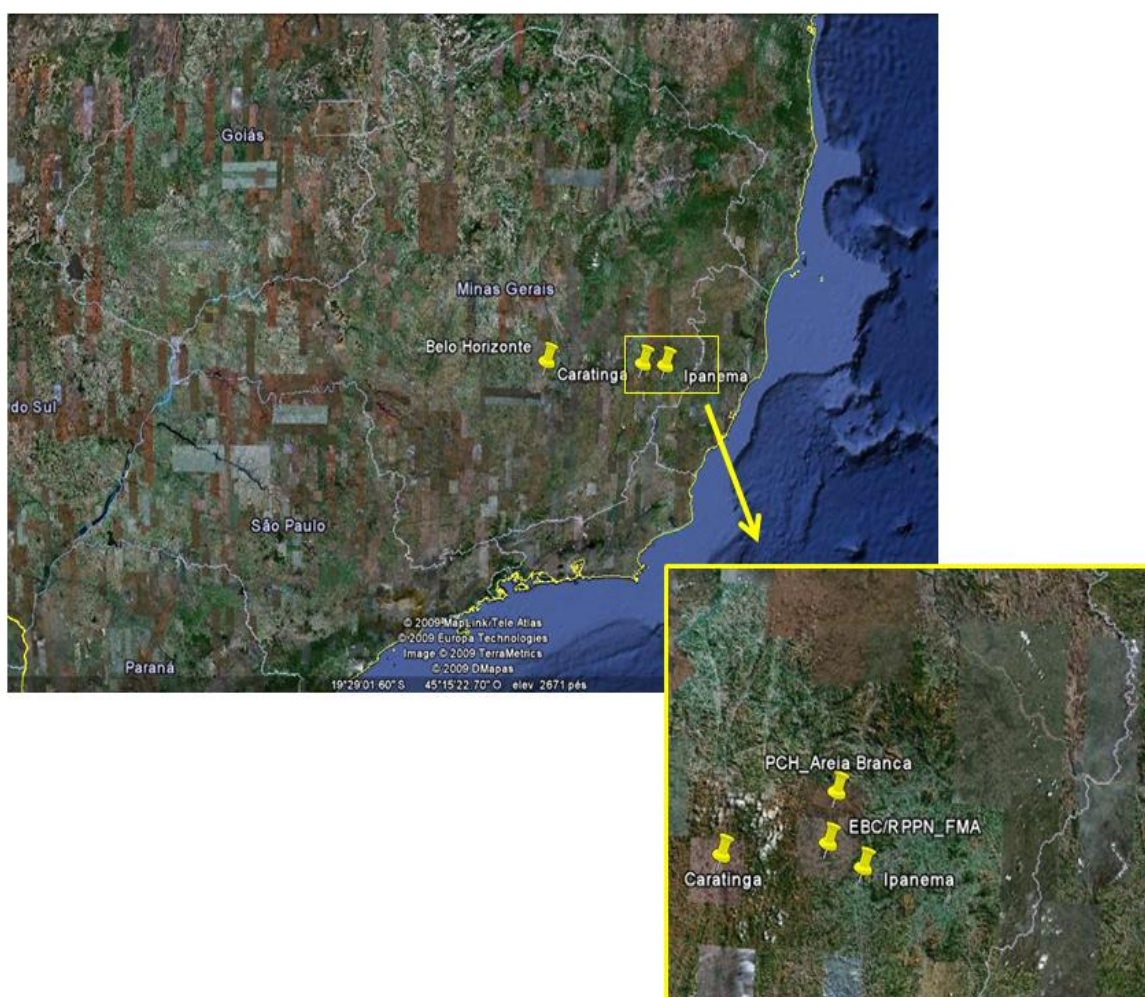 Goiás
Minas Gerais
Belo Horizonte
Caratinga
Ipanema
do Sul
São Paulo
© 2009 MapLink/Tele Atlas
© 2009 Europa Technologies
Image © 2009 TerraMetrics
© 2009 DMapas
Paraná
19°29'01.60" S 45°15'22.70" O elev 2671 pés
PCH_Areia Branca
EBC/RPPN_FMA
Caratinga
Ipanema